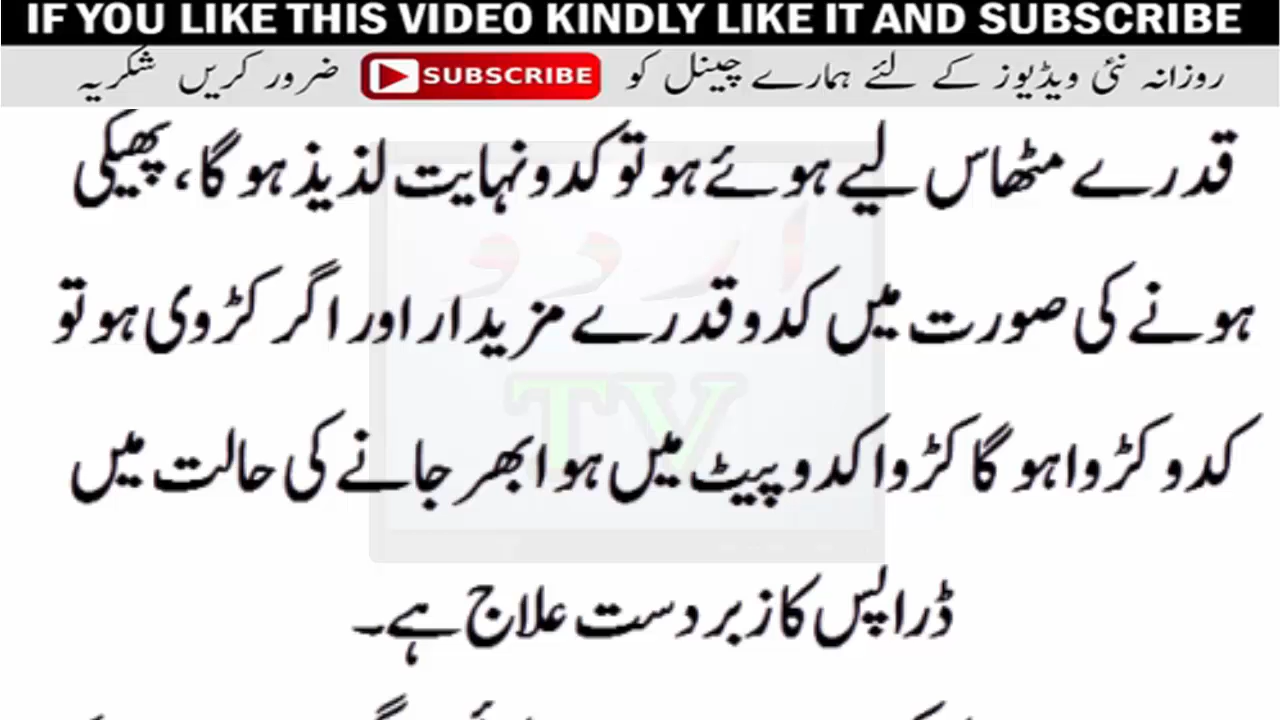 IF YOU LIKE THIS VIDEO KINDLY LIKE IT AND SUBSCRIBE
روزانہ نئی ویڈیوز کے لئے ہمارے چینل کو SUBSCRIBE ضرور کریں شکریہ
قدرے مٹھاس لیے ہوئے ہو تو کدو نہایت لذیذ ہو گا، پھیکی
ہونے کی صورت میں کدو قدرے مزیدار اور اگر کڑوی ہو تو
کدو کڑوا ہو گا کڑوا کدو پیٹ میں ہوا بھر جانے کی حالت میں
ڈراپس کا زبردست علاج ہے۔
اردو
TV